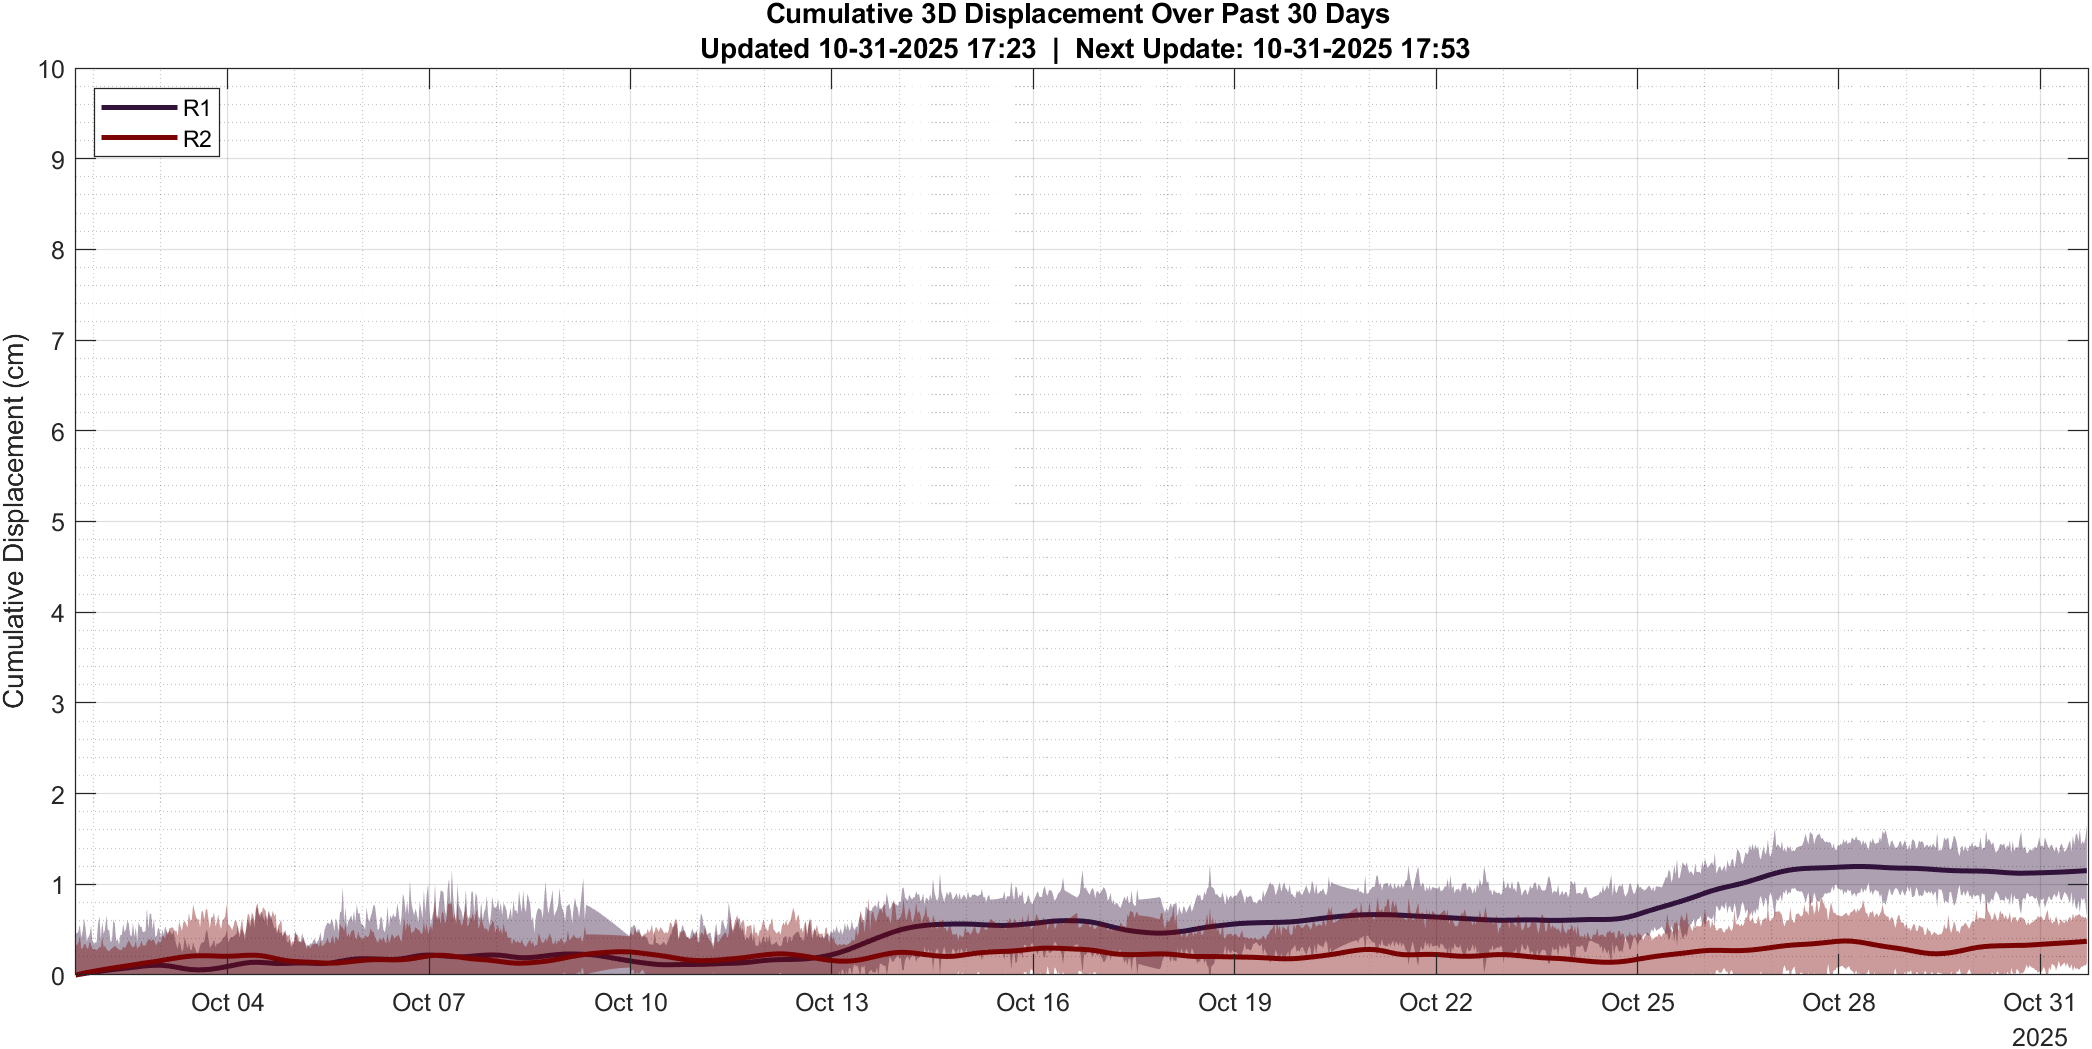 Cumulative 3D Displacement Over Past 30 Days
Updated 10-31-2025 17:23 | Next Update: 10-31-2025 17:53
R1
R2
Cumulative Displacement (cm)
10
9
8
7
6
5
4
3
2
1
0
Oct 04 Oct 07 Oct 10 Oct 13 Oct 16 Oct 19 Oct 22 Oct 25 Oct 28 Oct 31
2025